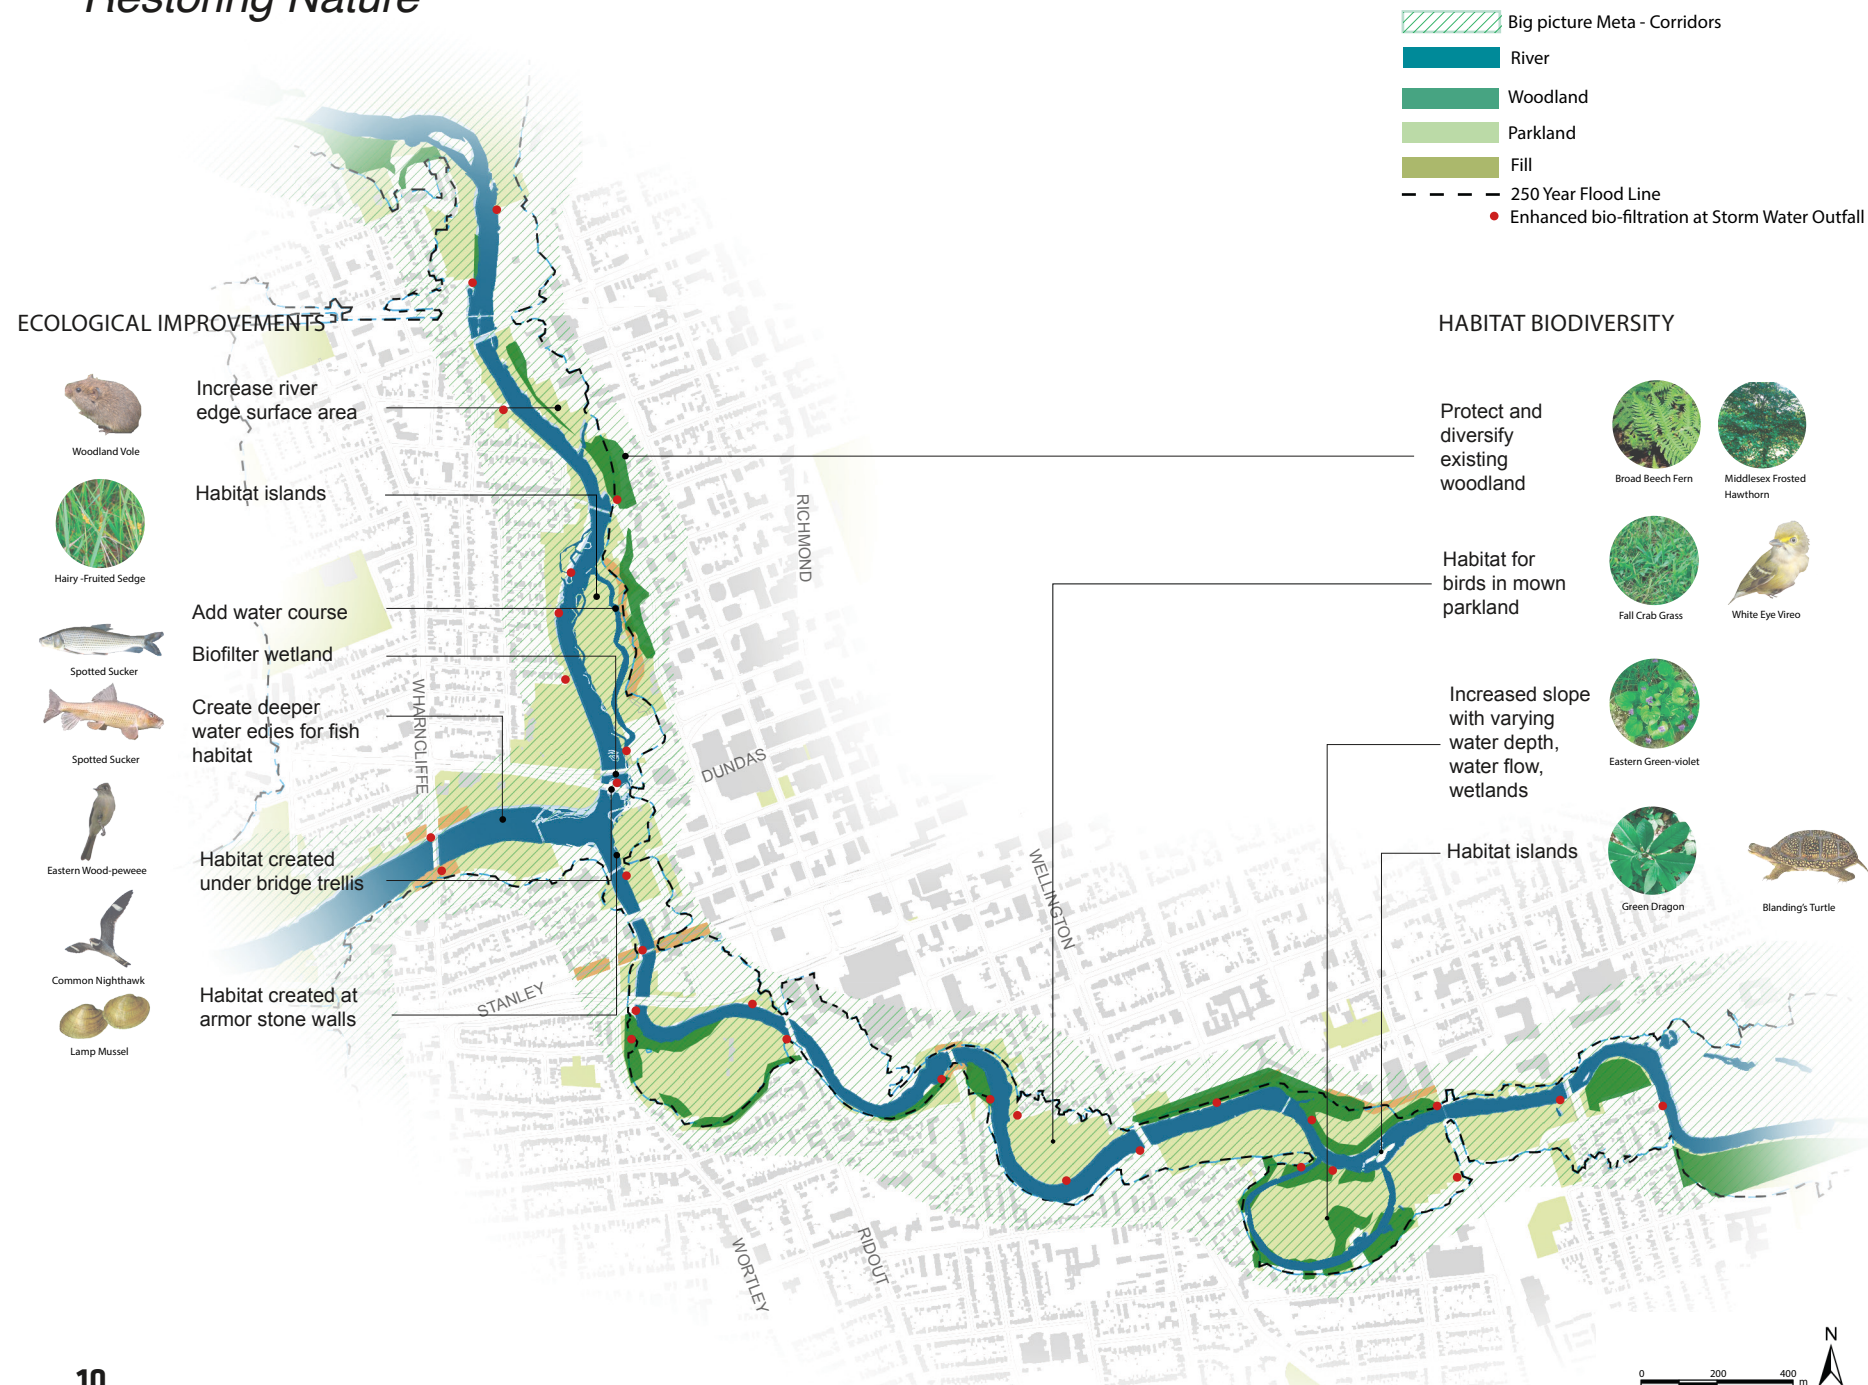 Restoring Nature
Big picture Meta - Corridors
River
Woodland
Parkland
Fill
250 Year Flood Line
Enhanced bio-filtration at Storm Water Outfall
ECOLOGICAL IMPROVEMENTS
Woodland Vole
Hairy -Fruited Sedge
Spotted Sucker
Spotted Sucker
Eastern Wood-peweee
Common Nighthawk
Lamp Mussel
Increase river
edge surface area
Habitat islands
Add water course
Biofilter wetland
Create deeper
water edies for fish
habitat
Habitat created
under bridge trellis
Habitat created at
armor stone walls
RICHMOND
WHARNCLIFFE
DUNDAS
WELLINGTON
STANLEY
WORTLEY
RIDOUT
HABITAT BIODIVERSITY
Protect and
diversify
existing
woodland
Broad Beech Fern
Middlesex Frosted
Hawthorn
Habitat for
birds in mown
parkland
Fall Crab Grass
White Eye Vireo
Increased slope
with varying
water depth,
water flow,
wetlands
Eastern Green-violet
Habitat islands
Green Dragon
Blanding's Turtle
N
0 200 400 m
10